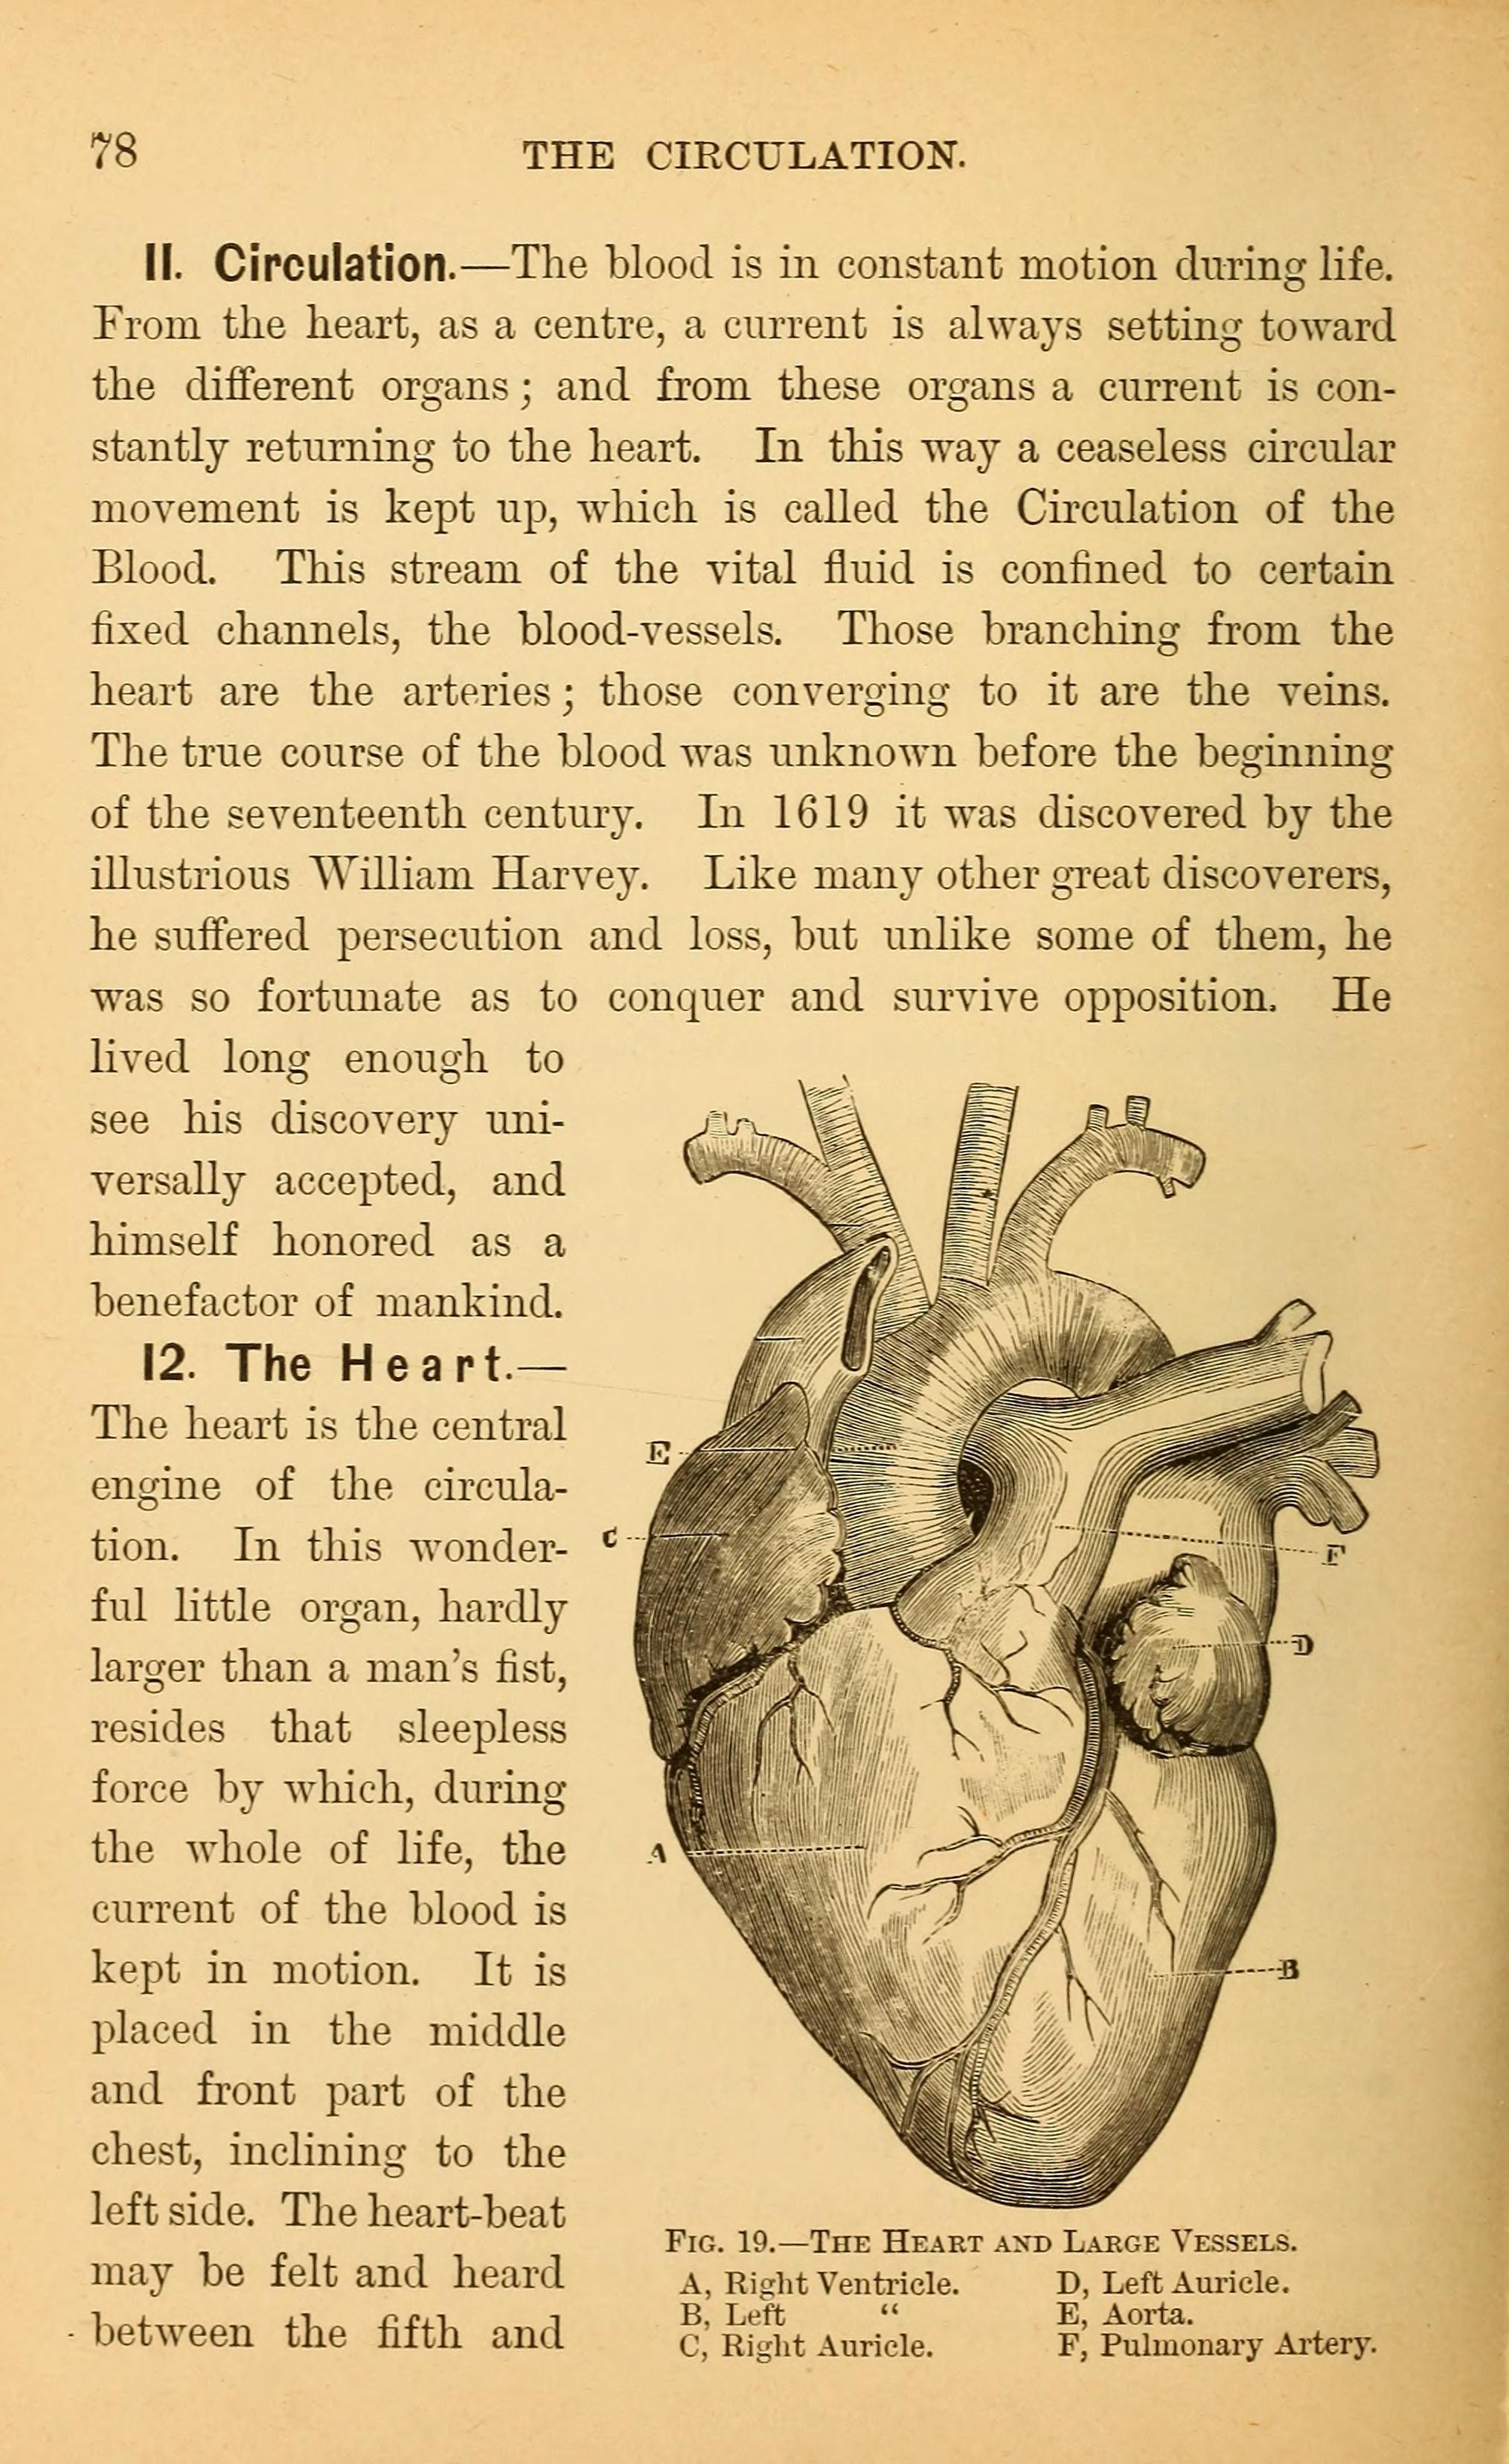 78
THE CIRCULATION.
11. Circulation.—The blood is in constant motion during life.
From the heart, as a centre, a current is always setting toward
the different organs; and from these organs a current is con-
stantly returning to the heart. In this way a ceaseless circular
movement is kept up, which is called the Circulation of the
Blood. This stream of the vital fluid is confined to certain
fixed channels, the blood-vessels. Those branching from the
heart are the arteries; those converging to it are the veins.
The true course of the blood was unknown before the beginning
of the seventeenth century. In 1619 it was discovered by the
illustrious William Harvey. Like many other great discoverers,
he suffered persecution and loss, but unlike some of them, he
was so fortunate as to conquer and survive opposition. He
lived long enough to
see his discovery uni-
versally accepted, and
himself honored as a
benefactor of mankind.
12. The Heart.—
The heart is the central
engine of the circula-
tion. In this wonder-
ful little organ, hardly
larger than a man's fist,
resides that sleepless
force by which, during
the whole of life, the
current of the blood is
kept in motion. It is
placed in the middle
and front part of the
chest, inclining to the
left side. The heart-beat
may be felt and heard
between the fifth and
E
C
F
D
A
B
FIG. 19.—THE HEART AND LARGE VESSELS.
A, Right Ventricle.
B, Left "
C, Right Auricle.
D, Left Auricle.
E, Aorta.
F, Pulmonary Artery.